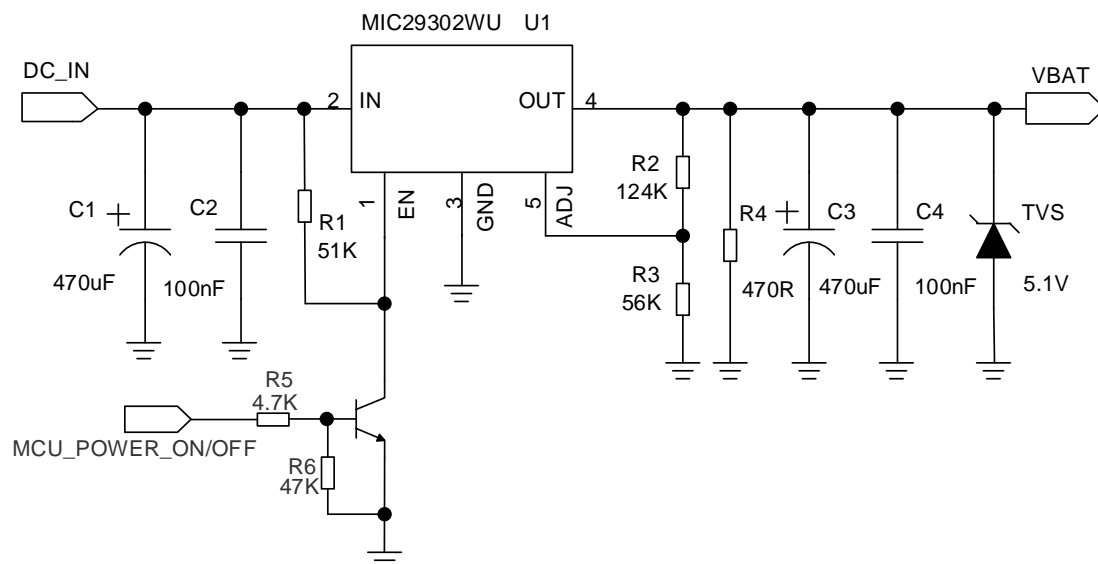 MIC29302WU U1
DC_IN
VBAT
2 IN
OUT 4
1 EN
3 GND
5 ADJ
C1 +
470uF
C2
100nF
R1
51K
R2
124K
R3
56K
R4
470R
+ C3
470uF
C4
100nF
TVS
5.1V
R5
4.7K
MCU_POWER_ON/OFF
R6
47K